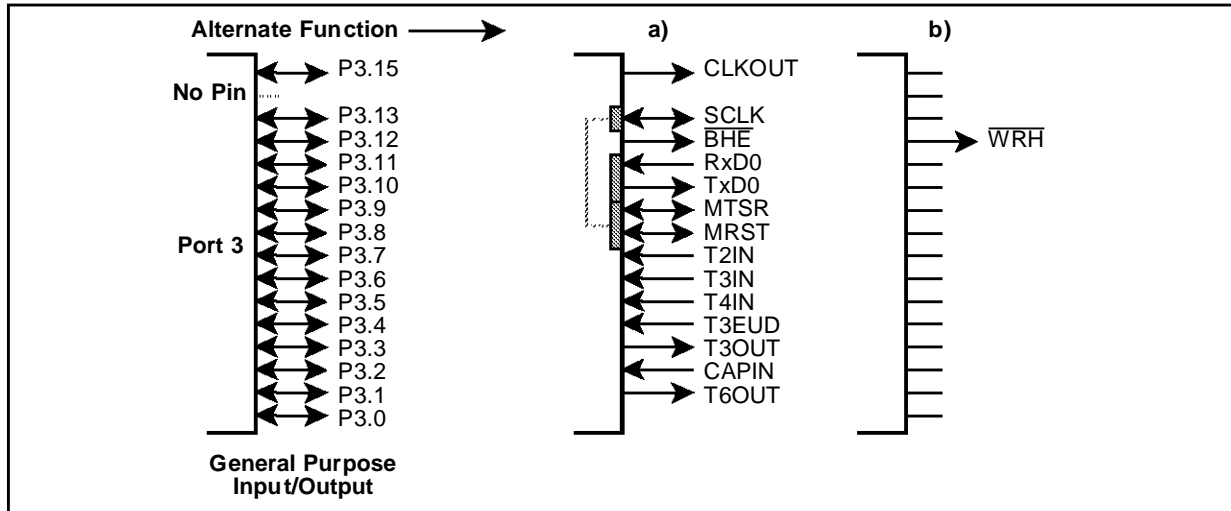 Alternate Function a) b)
P3.15 CLKOUT
No Pin
P3.13 SCLK
P3.12 BHE WRH
P3.11 RxD0
P3.10 TxD0
P3.9 MTSR
Port 3 P3.8 MRST
P3.7 T2IN
P3.6 T3IN
P3.5 T4IN
P3.4 T3EUD
P3.3 T3OUT
P3.2 CAPIN
P3.1 T6OUT
P3.0
General Purpose
Input/Output